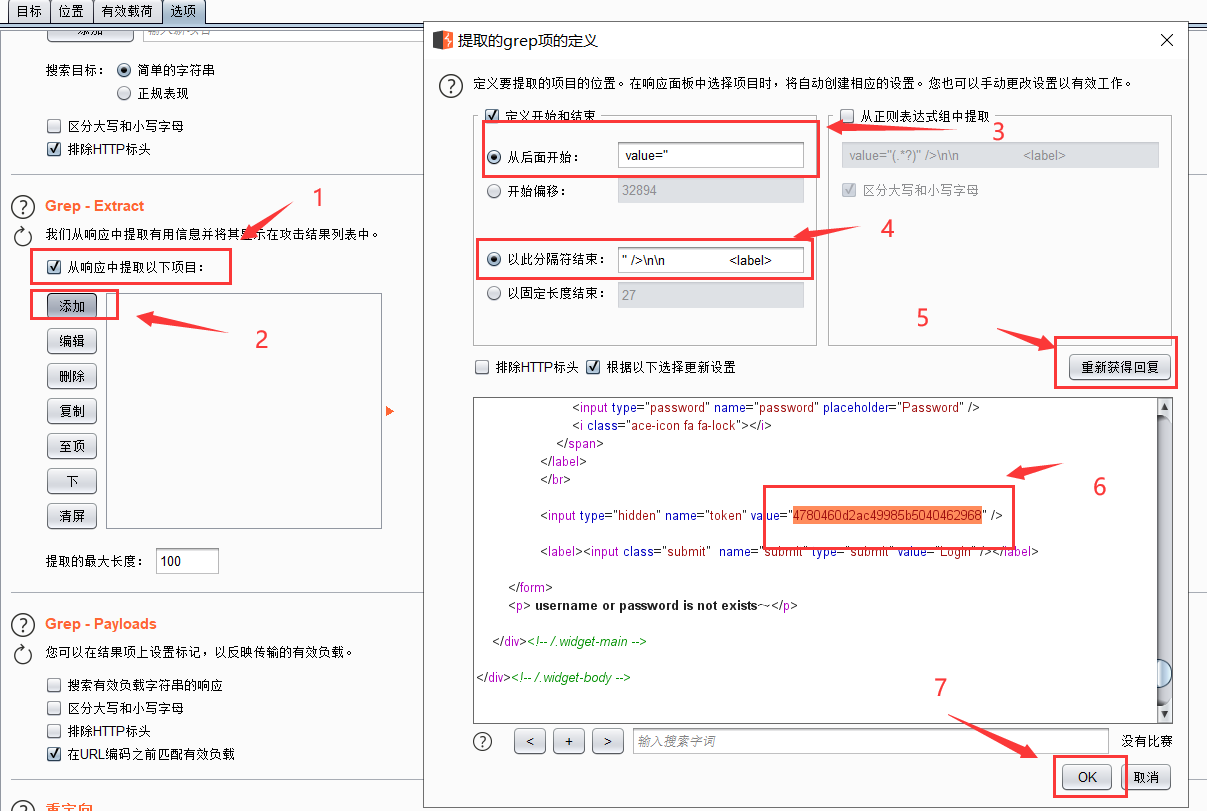 目标 位置 有效载荷 选项
添加 输入新项目
搜索目标： 简单的字符串
正规表现
区分大写和小写字母
排除HTTP标头
Grep - Extract
1
我们从响应中提取有用信息并将其显示在攻击结果列表中。
从响应中提取以下项目：
添加
2
编辑
删除
复制
至顶
下
清屏
提取的最大长度： 100
Grep - Payloads
您可以在结果项上设置标记，以反映传输的有效负载。
搜索有效负载字符串的响应
区分大写和小写字母
排除HTTP标头
在URL编码之前匹配有效负载
重定向
提取的grep项的定义
定义要提取的项目的位置。在响应面板中选择项目时，将自动创建相应的设置。您也可以手动更改设置以有效工作。
定义开始和结束
从后面开始： value="
开始偏移： 32894
以此分隔符结束： " />\n\n <label>
以固定长度结束： 27
3
4
从正则表达式组中提取
value="(.*?)" />\n\n <label>
区分大写和小写字母
5
排除HTTP标头 根据以下选择更新设置
重新获得回复
<input type="password" name="password" placeholder="Password" />
<i class="ace-icon fa fa-lock"></i>
</span>
</label>
</br>
6
<input type="hidden" name="token" value="4780460d2ac49985b5040462968" />
<label><input class="submit" name="submit" type="submit" value="Login" /></label>
</form>
<p> username or password is not exists～</p>
</div><!-- /.widget-main -->
</div><!-- /.widget-body -->
7
? < + > 输入搜索字词 没有比赛
OK 取消